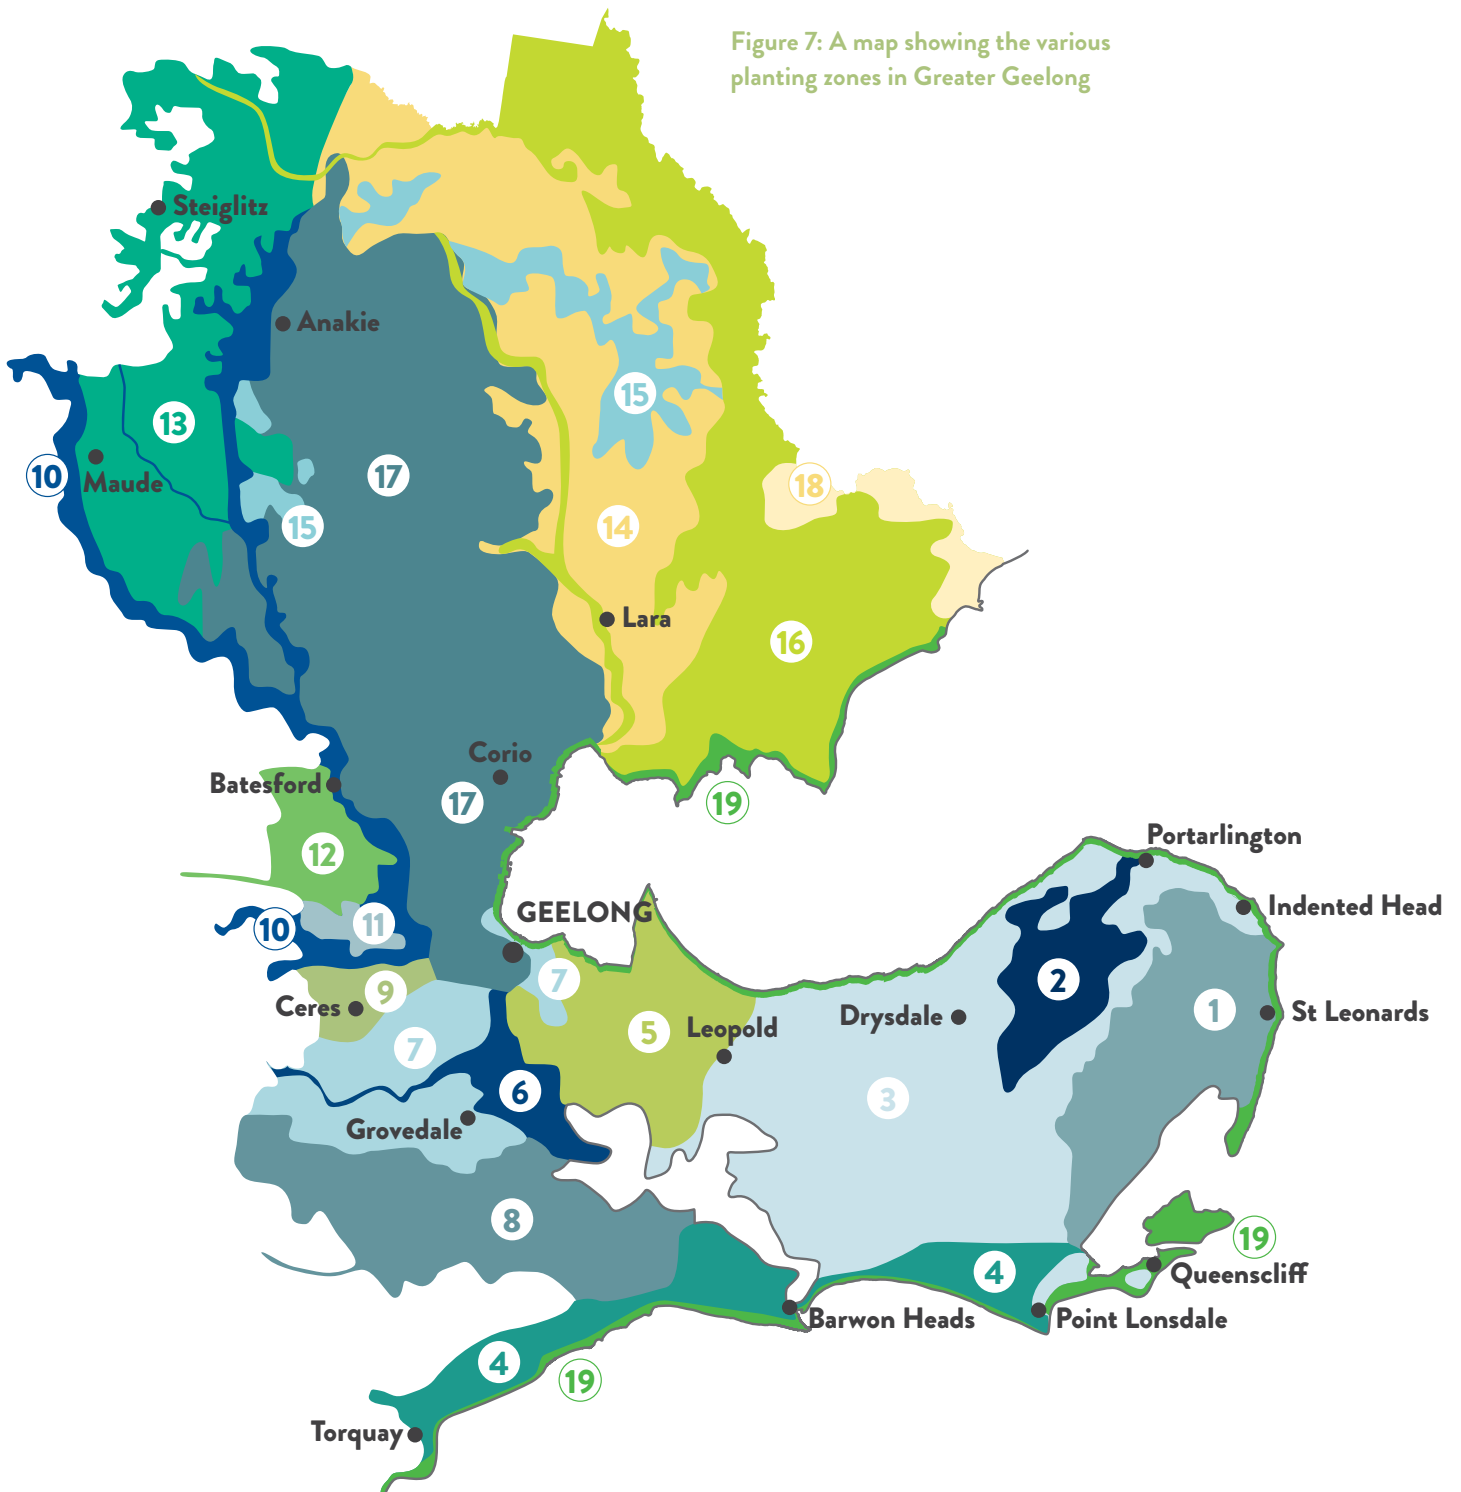 Figure 7: A map showing the various
planting zones in Greater Geelong
Steiglitz
Anakie
15
13
10
Maude
17
18
15
14
Lara
16
Corio
Batesford
17
19
Portarlington
12
Indented Head
GEELONG
11
10
7
2
9
Ceres
1
St Leonards
Drysdale
5
Leopold
7
6
3
Grovedale
8
19
4
Queenscliff
Barwon Heads
Point Lonsdale
4
19
Torquay